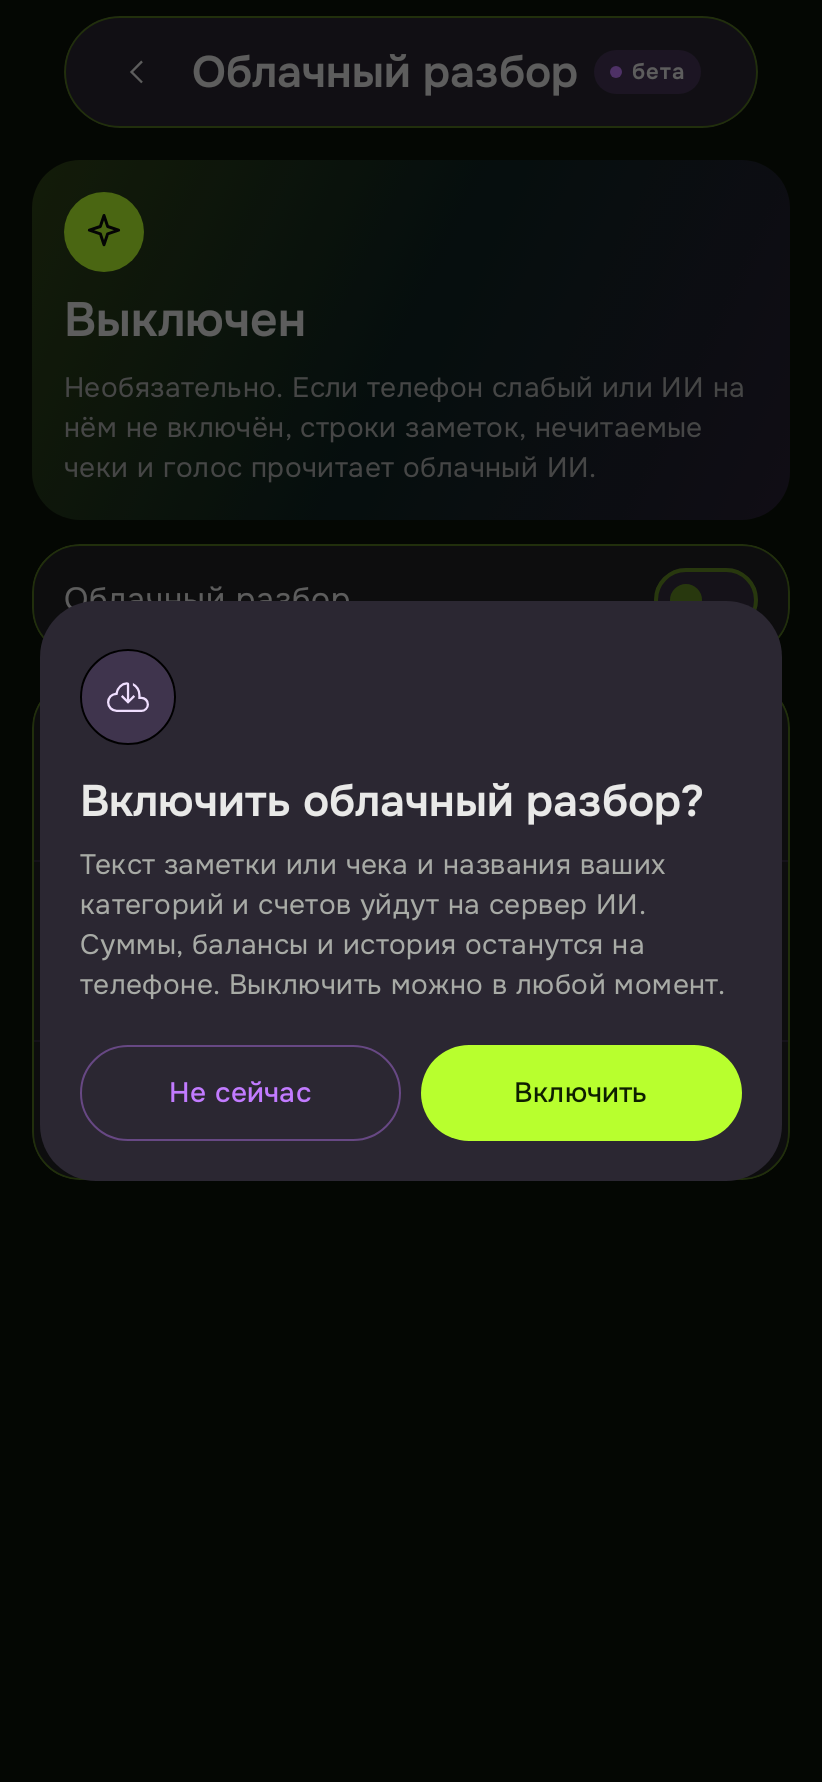 Облачный разбор
бета
Выключен
Необязательно. Если телефон слабый или ИИ на
нём не включён, строки заметок, нечитаемые
чеки и голос прочитает облачный ИИ.
Облачный разбор
Включить облачный разбор?
Текст заметки или чека и названия ваших
категорий и счетов уйдут на сервер ИИ.
Суммы, балансы и история останутся на
телефоне. Выключить можно в любой момент.
Не сейчас
Включить